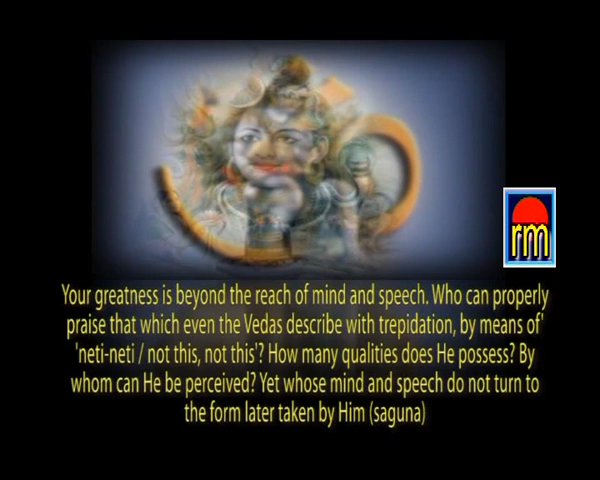 rm
Your greatness is beyond the reach of mind and speech. Who can properly
praise that which even the Vedas describe with trepidation, by means of'
'neti-neti / not this, not this'? How many qualities does He possess? By
whom can He be perceived? Yet whose mind and speech do not turn to
the form later taken by Him (saguna)